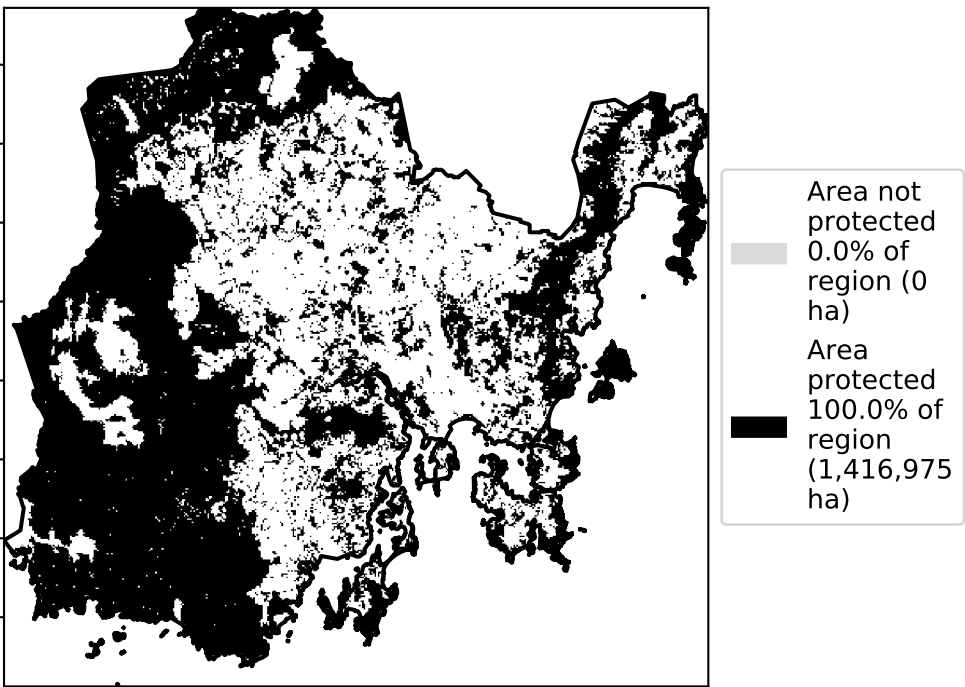 Area not
protected
0.0% of
region (0
ha)
Area
protected
100.0% of
region
(1,416,975
ha)